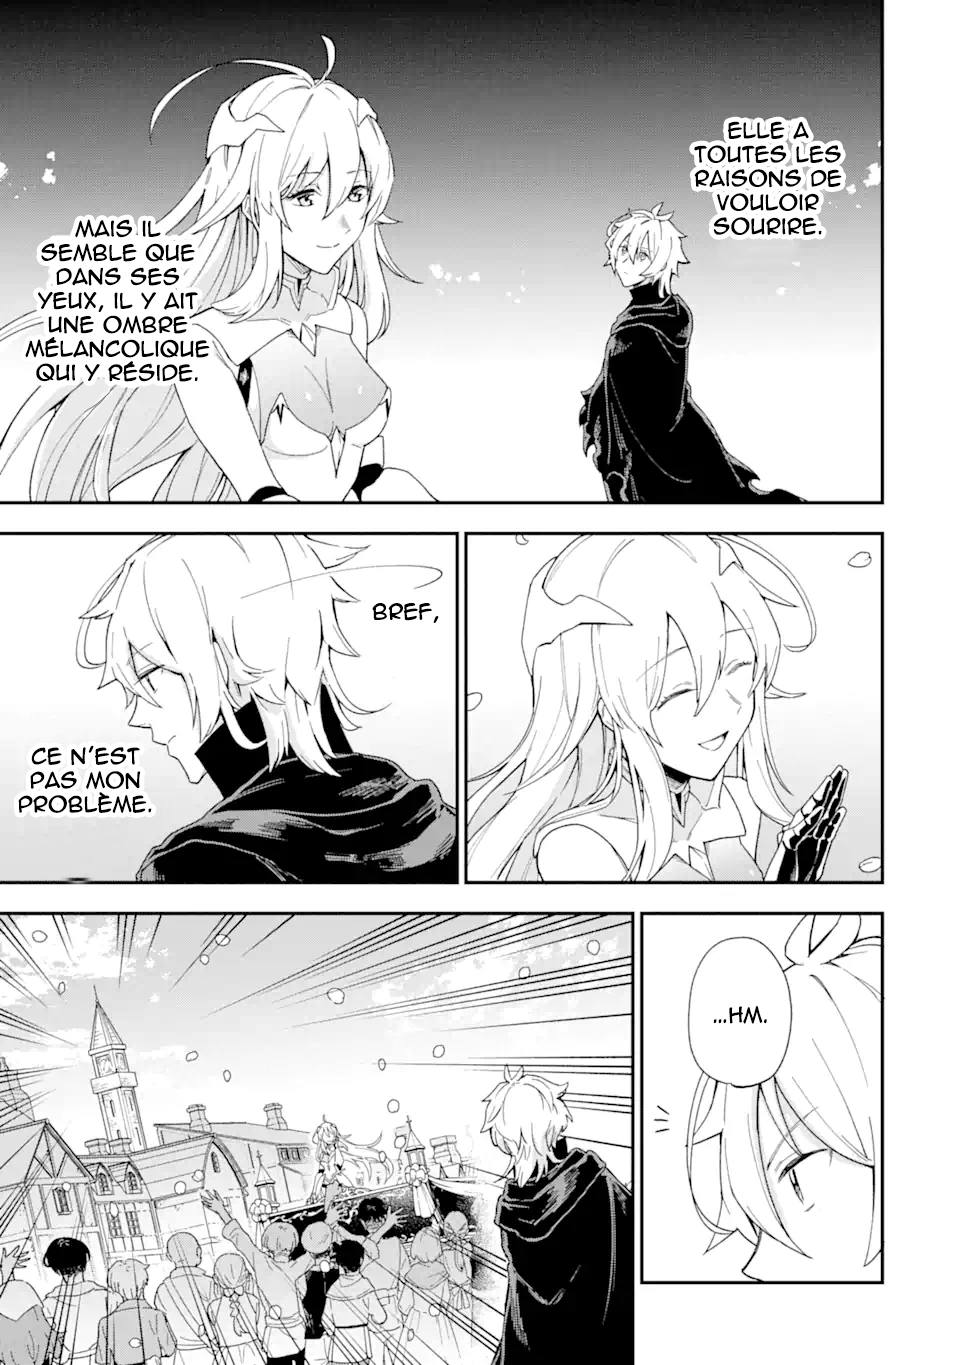 ELLE A
TOUTES LES
RAISONS DE
VOULOIR
SOURIRE.
MAIS IL
SEMBLE QUE
DANS SES
YEUX, IL Y AIT
UNE OMBRE
MÉLANCOLIQUE
QUI Y RÉSIDE.
BREF,
CE N'EST
PAS MON
PROBLÈME.
...HM.